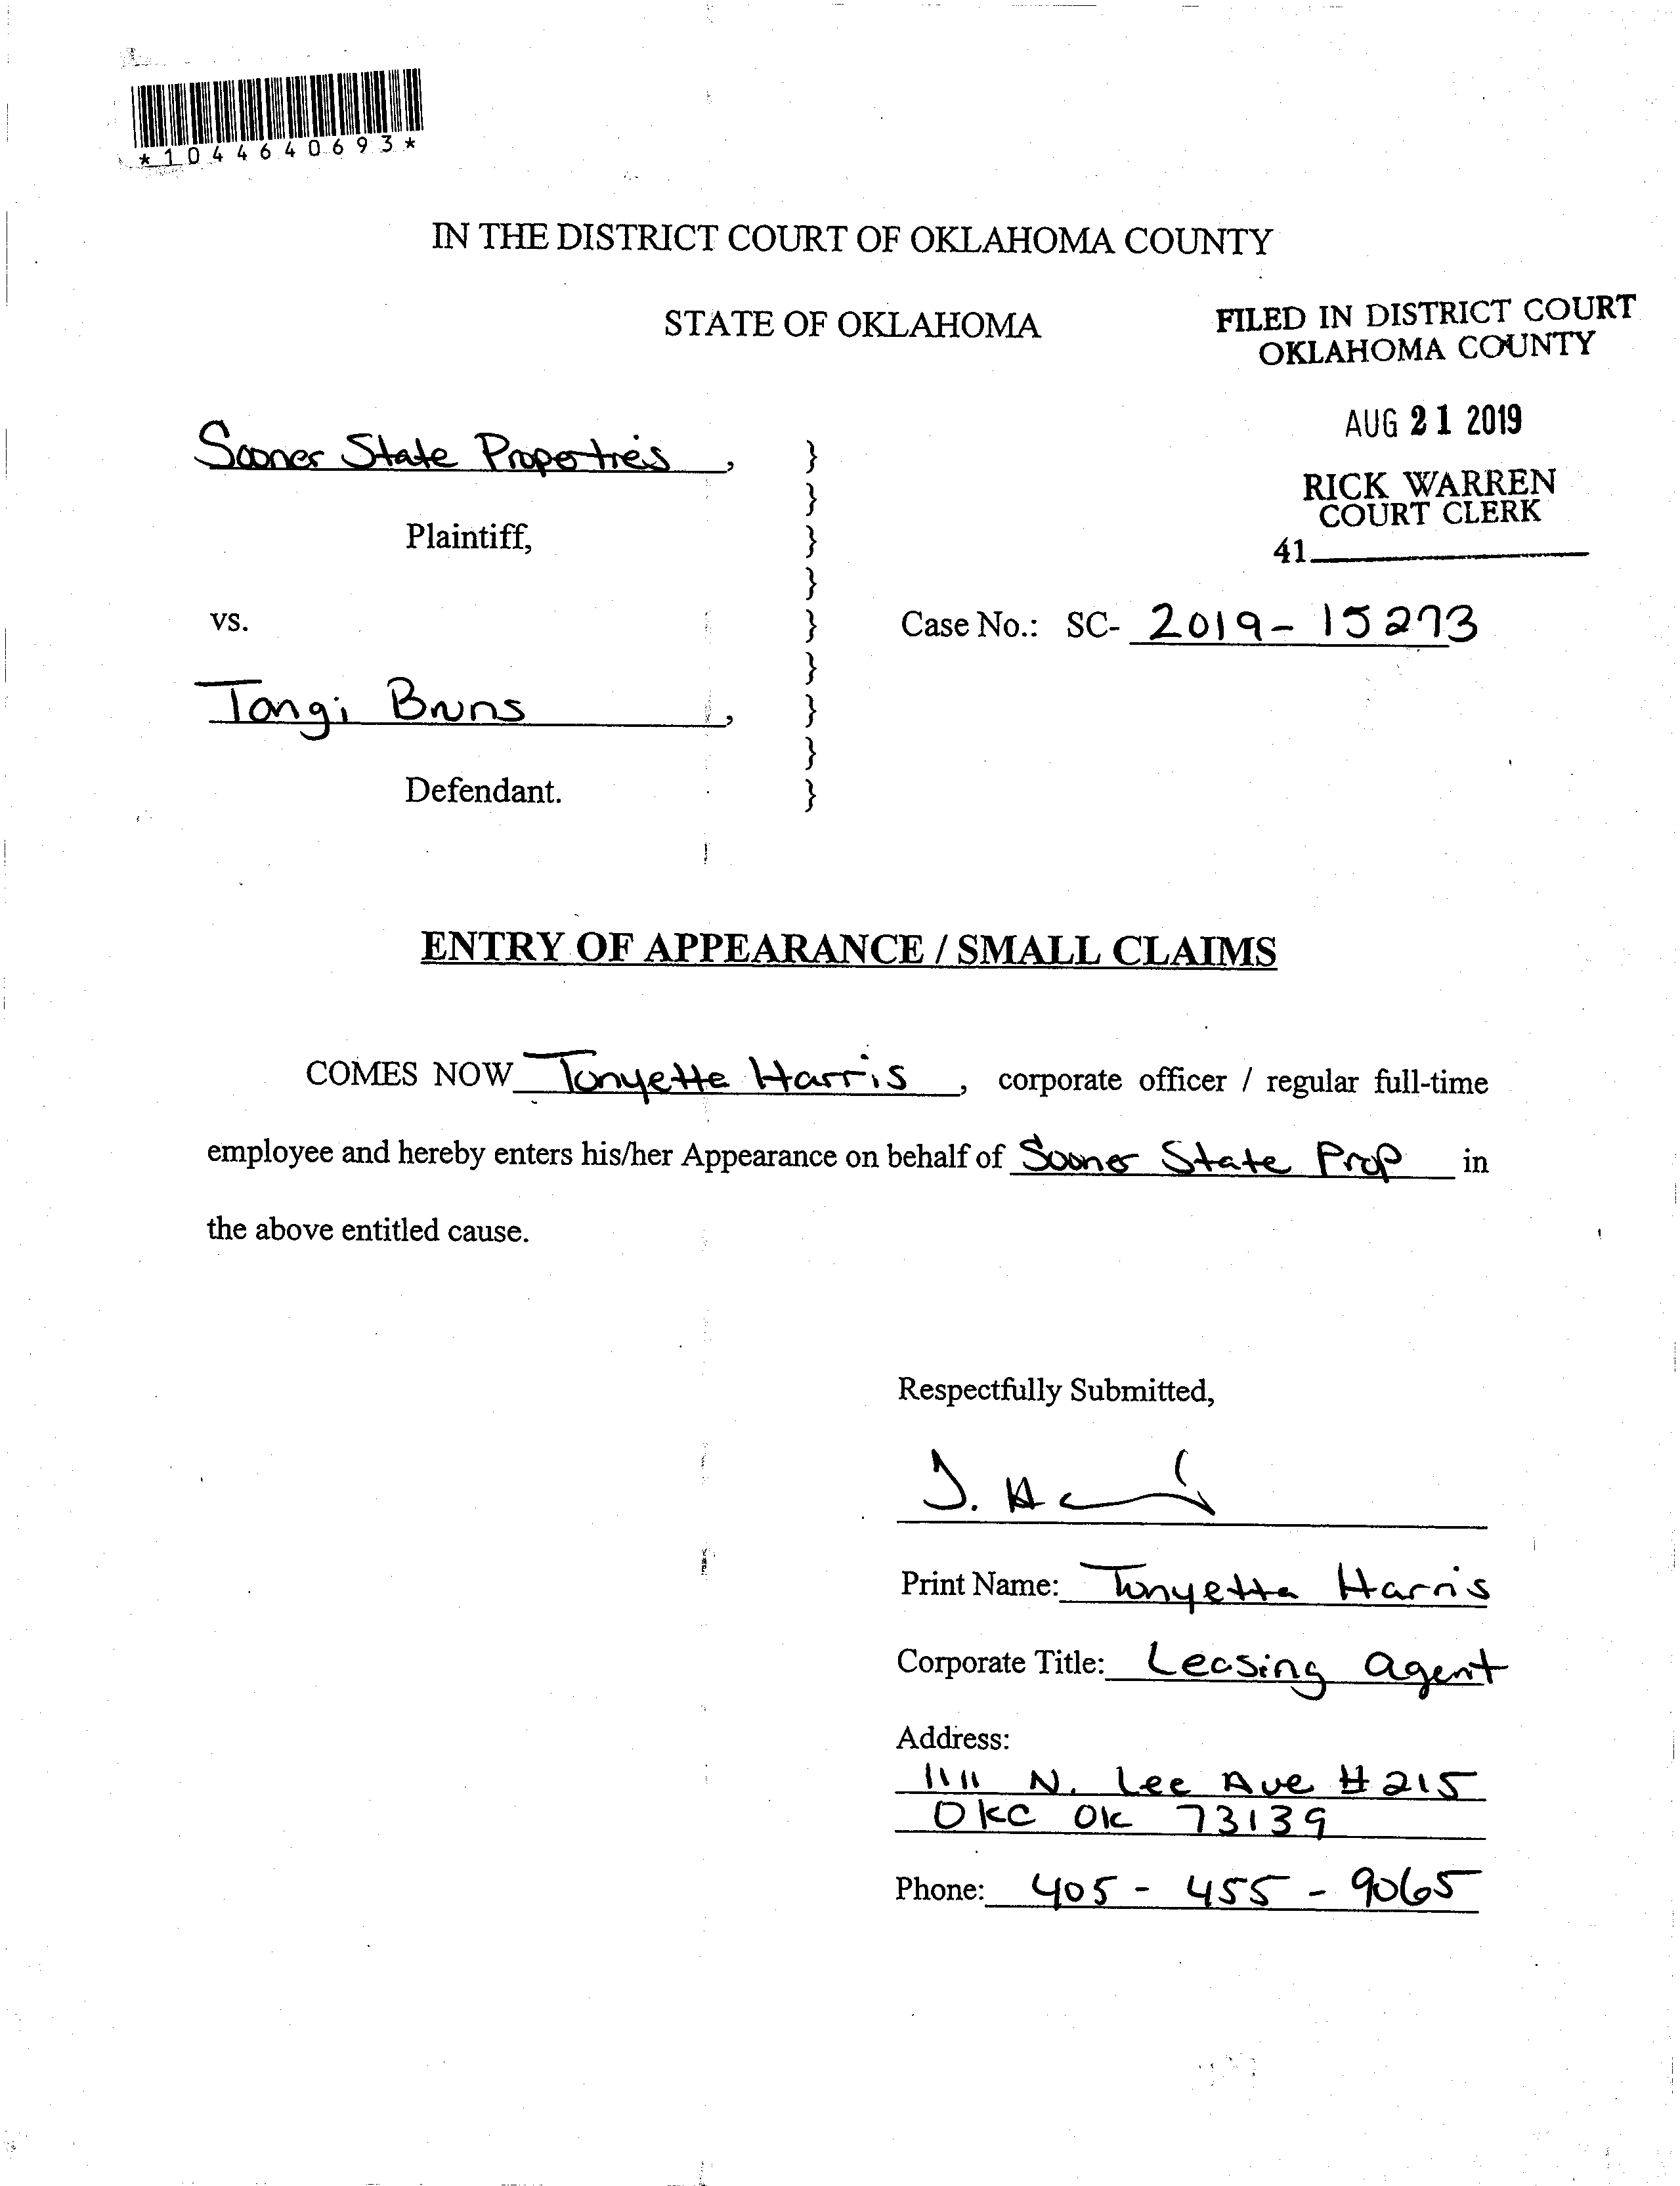 *1044640693*
IN THE DISTRICT COURT OF OKLAHOMA COUNTY
STATE OF OKLAHOMA
FILED IN DISTRICT COURT
OKLAHOMA COUNTY
AUG 21 2019
RICK WARREN
COURT CLERK
41
Sooner State Properties,
Plaintiff,
vs.
Case No.: SC- 2019-15273
Tangi Bruns,
Defendant.
ENTRY OF APPEARANCE / SMALL CLAIMS
COMES NOW Tonyette Harris, corporate officer / regular full-time
employee and hereby enters his/her Appearance on behalf of Sooner State Prop in
the above entitled cause.
Respectfully Submitted,
Print Name: Tonyetta Harris
Corporate Title: Leasing agent
Address:
1111 N. Lee Ave #215
OKC OK 73139
Phone: 405-455-9065